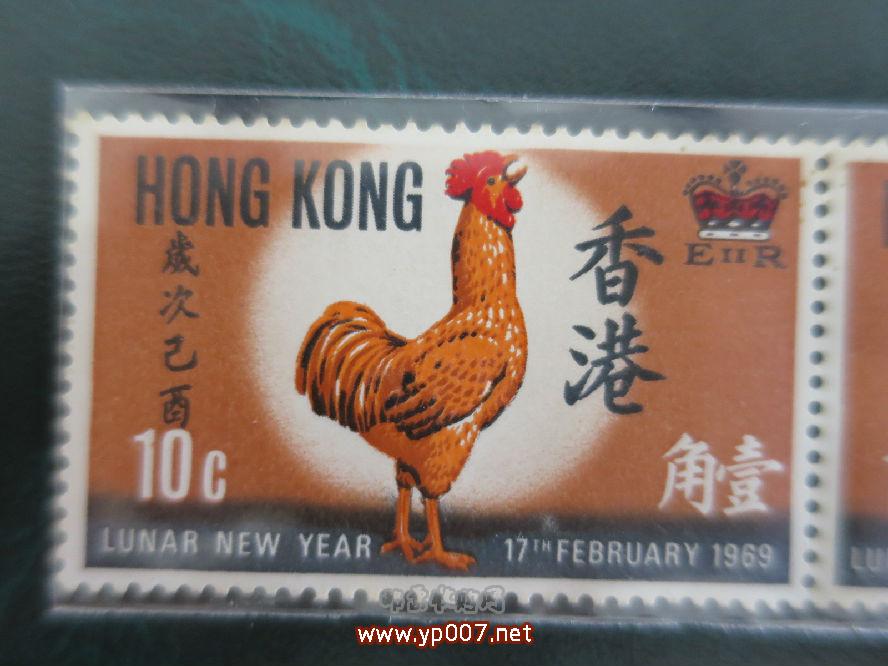 HONG KONG
歲次己酉
香港
E II R
10c
壹角
LUNAR NEW YEAR 17TH FEBRUARY 1969
www.yp007.net